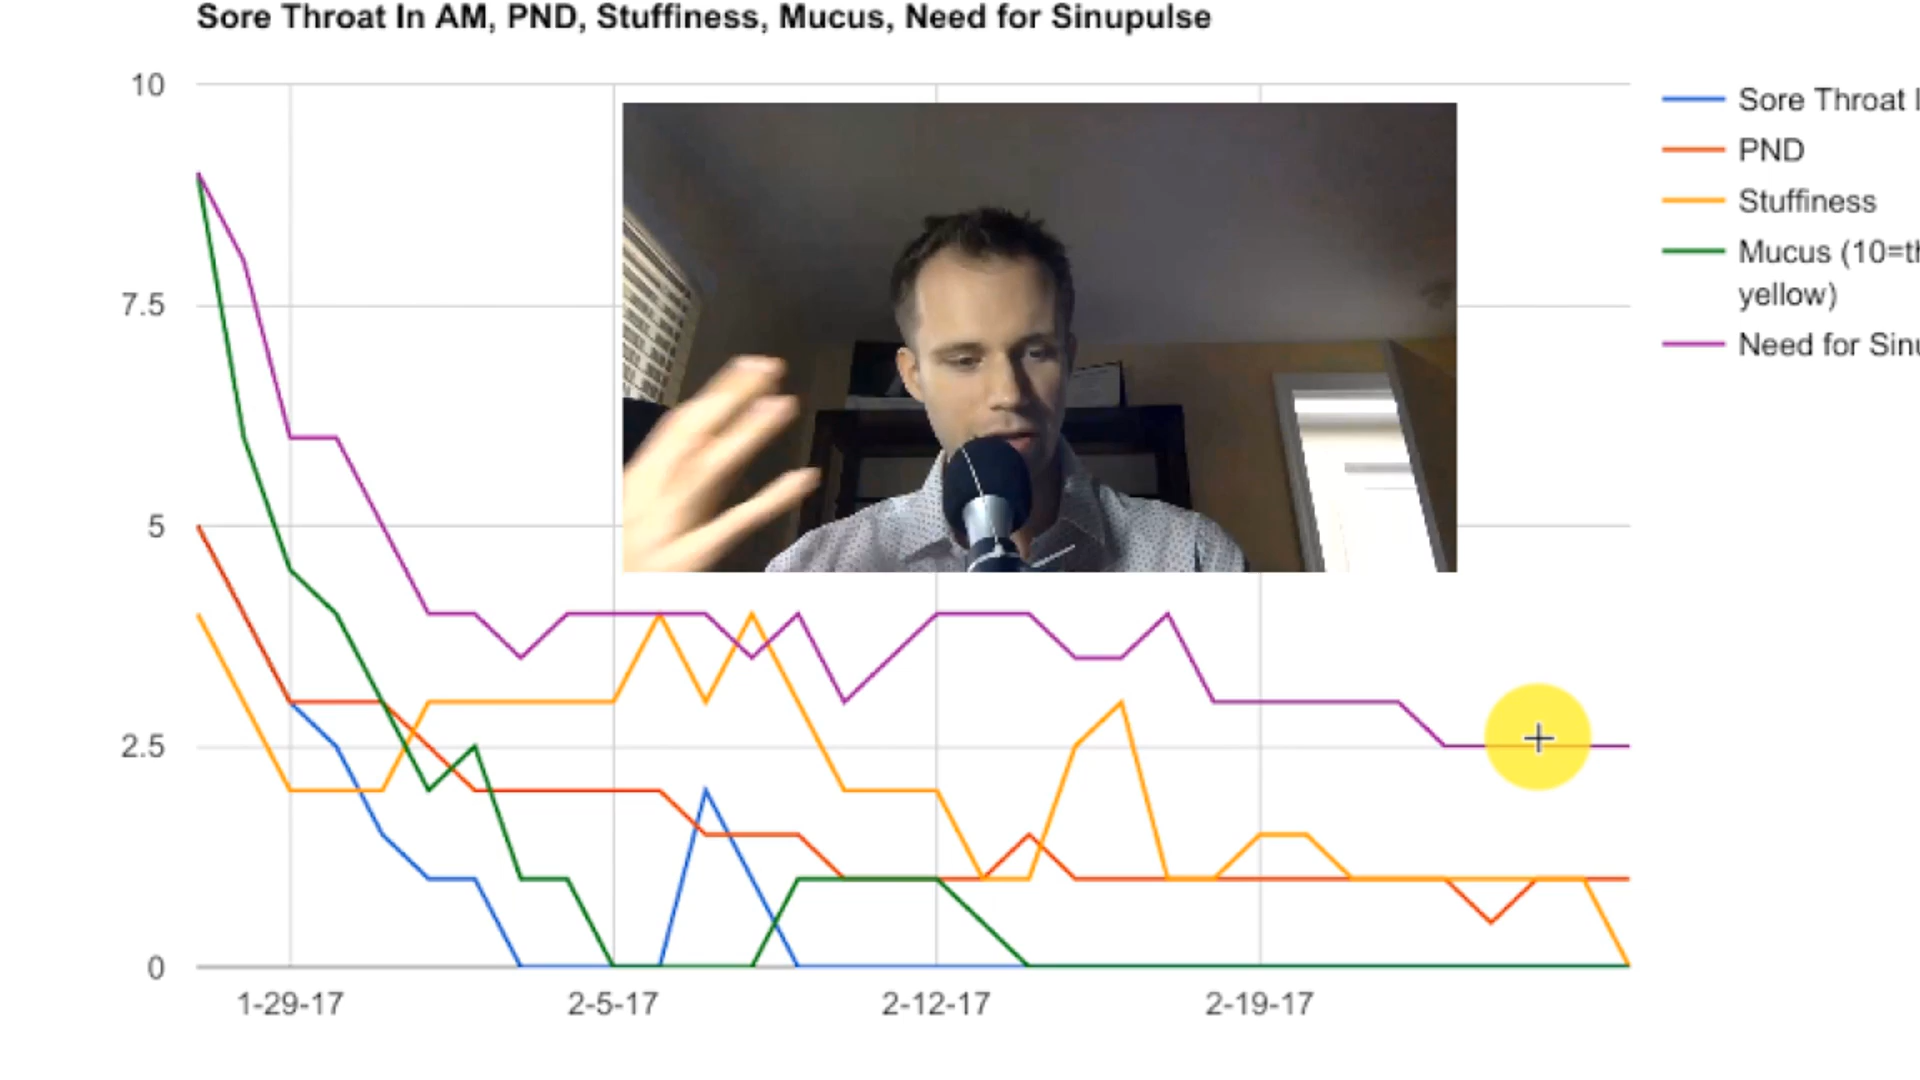 Sore Throat In AM, PND, Stuffiness, Mucus, Need for Sinupulse
10
7.5
5
2.5
0
1-29-17
2-5-17
2-12-17
2-19-17
Sore Throat
PND
Stuffiness
Mucus (10=
yellow)
Need for